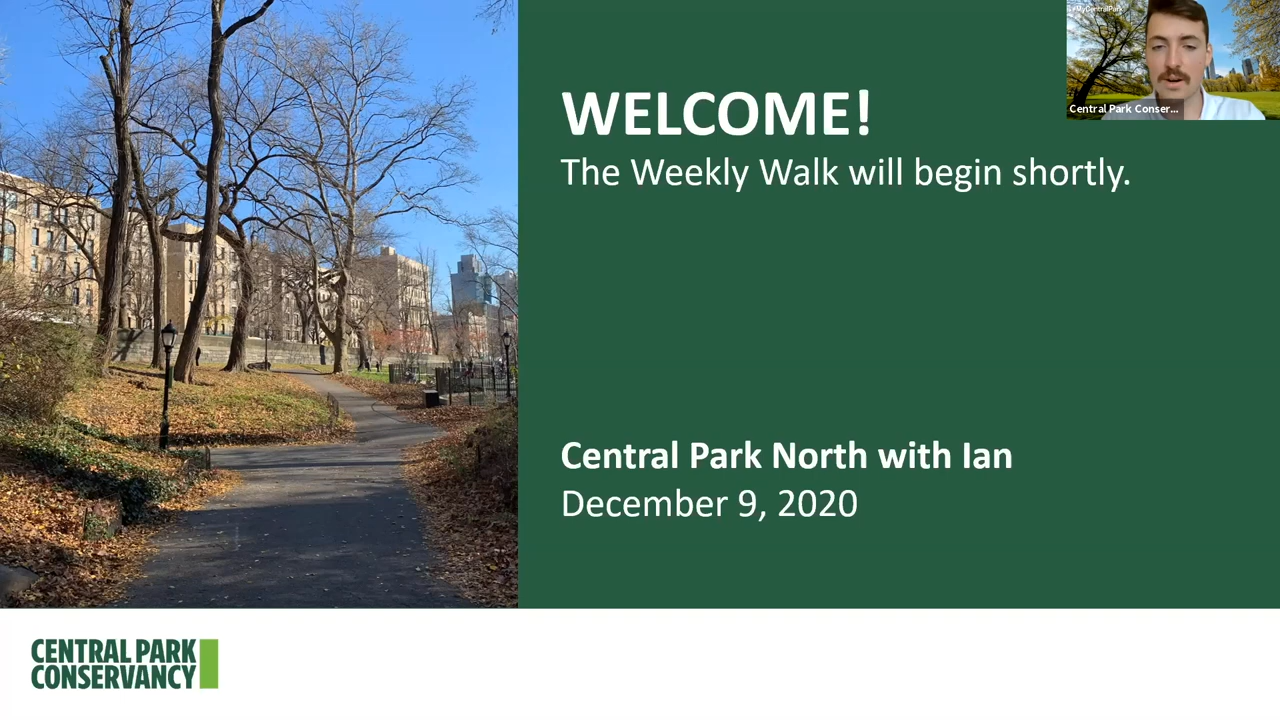 WELCOME!
The Weekly Walk will begin shortly.
#MyCentralPark
Central Park Conser...
Central Park North with Ian
December 9, 2020
CENTRAL PARK
CONSERVANCY